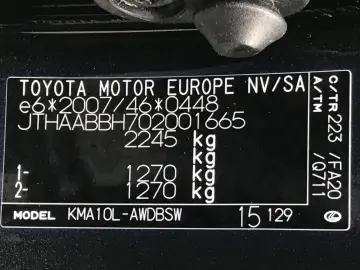 TOYOTA MOTOR EUROPE NV/SA
e6*2007/46*0448
JTHAABBH702001665
2245 kg
kg
1- 1270 kg
2- 1270 kg
MODEL KMA10L-AWDBSW 15 129
C/TR 223 /FA20
A/TM /Q711